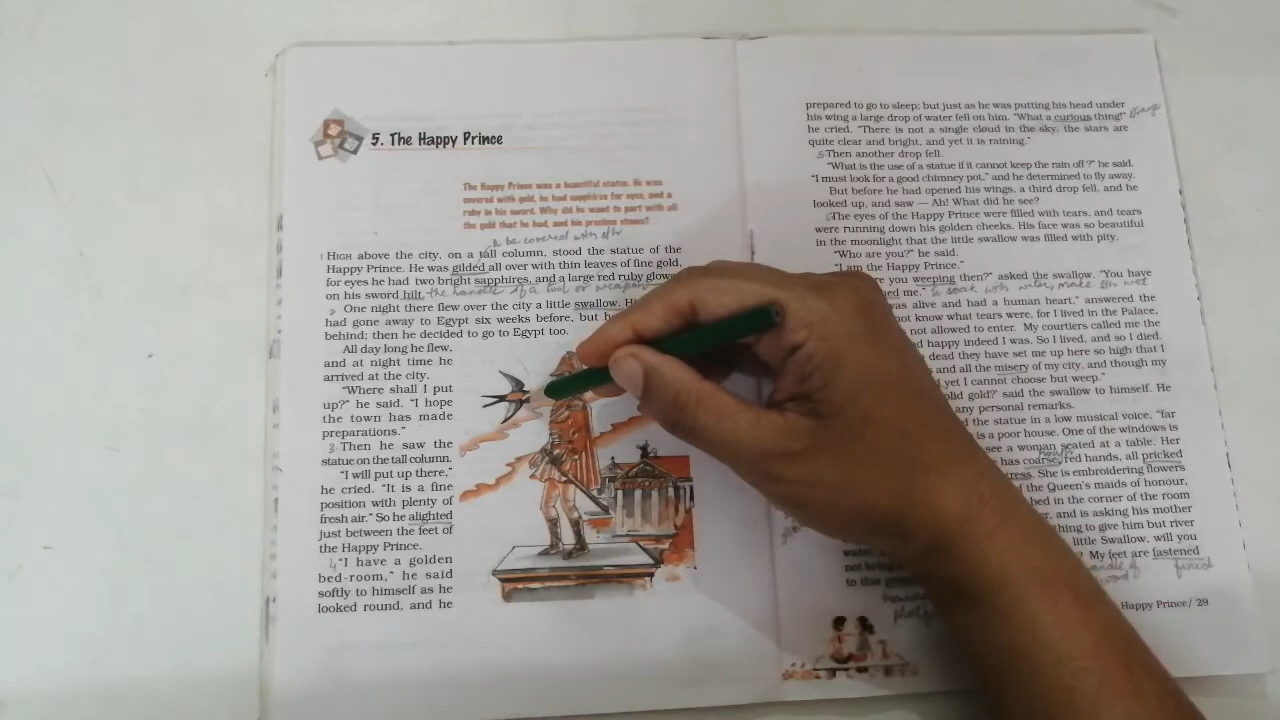 5. The Happy Prince
The Happy Prince was a beautiful statue. He was
covered with gold, he had sapphires for eyes, and a
ruby in his sword. Why did he want to part with all
the gold that he had, and his precious stones?
to be covered with
1 HIGH above the city, on a tall column, stood the statue of the
Happy Prince. He was gilded all over with thin leaves of fine gold,
for eyes he had two bright sapphires, and a large red ruby glowed
on his sword hilt. the handle of a tool or weapon
2 One night there flew over the city a little swallow.
had gone away to Egypt six weeks before, but
behind; then he decided to go to Egypt too.
All day long he flew,
and at night time he
arrived at the city.
"Where shall I put
up?" he said. "I hope
the town has made
preparations."
3 Then he saw the
statue on the tall column.
"I will put up there,"
he cried. "It is a fine
position with plenty of
fresh air." So he alighted
just between the feet of
the Happy Prince.
4 "I have a golden
bed-room," he said
softly to himself as he
looked round, and he
prepared to go to sleep; but just as he was putting his head under
his wing a large drop of water fell on him. "What a curious thing!" strange
he cried. "There is not a single cloud in the sky, the stars are
quite clear and bright, and yet it is raining."
5 Then another drop fell.
"What is the use of a statue if it cannot keep the rain off?" he said.
"I must look for a good chimney pot," and he determined to fly away.
But before he had opened his wings, a third drop fell, and he
looked up, and saw — Ah! What did he see?
The eyes of the Happy Prince were filled with tears, and tears
were running down his golden cheeks. His face was so beautiful
in the moonlight that the little swallow was filled with pity.
"Who are you?" he said.
"I am the Happy Prince."
you weeping then?" asked the swallow. "You have
me." to soak with water, make wet
was alive and had a human heart," answered the
not know what tears were, for I lived in the Palace,
not allowed to enter. My courtiers called me the
happy indeed I was. So I lived, and so I died.
dead they have set me up here so high that I
and all the misery of my city, and though my
yet I cannot choose but weep."
solid gold?' said the swallow to himself. He
any personal remarks.
the statue in a low musical voice, "far
is a poor house. One of the windows is
see a woman seated at a table. Her
rough
has coarse, red hands, all pricked
She is embroidering flowers
the Queen's maids of honour,
bed in the corner of the room
and is asking his mother
thing to give him but river
little Swallow, will you
My feet are fastened
not bring
fixed
to this
Happy Prince/ 29